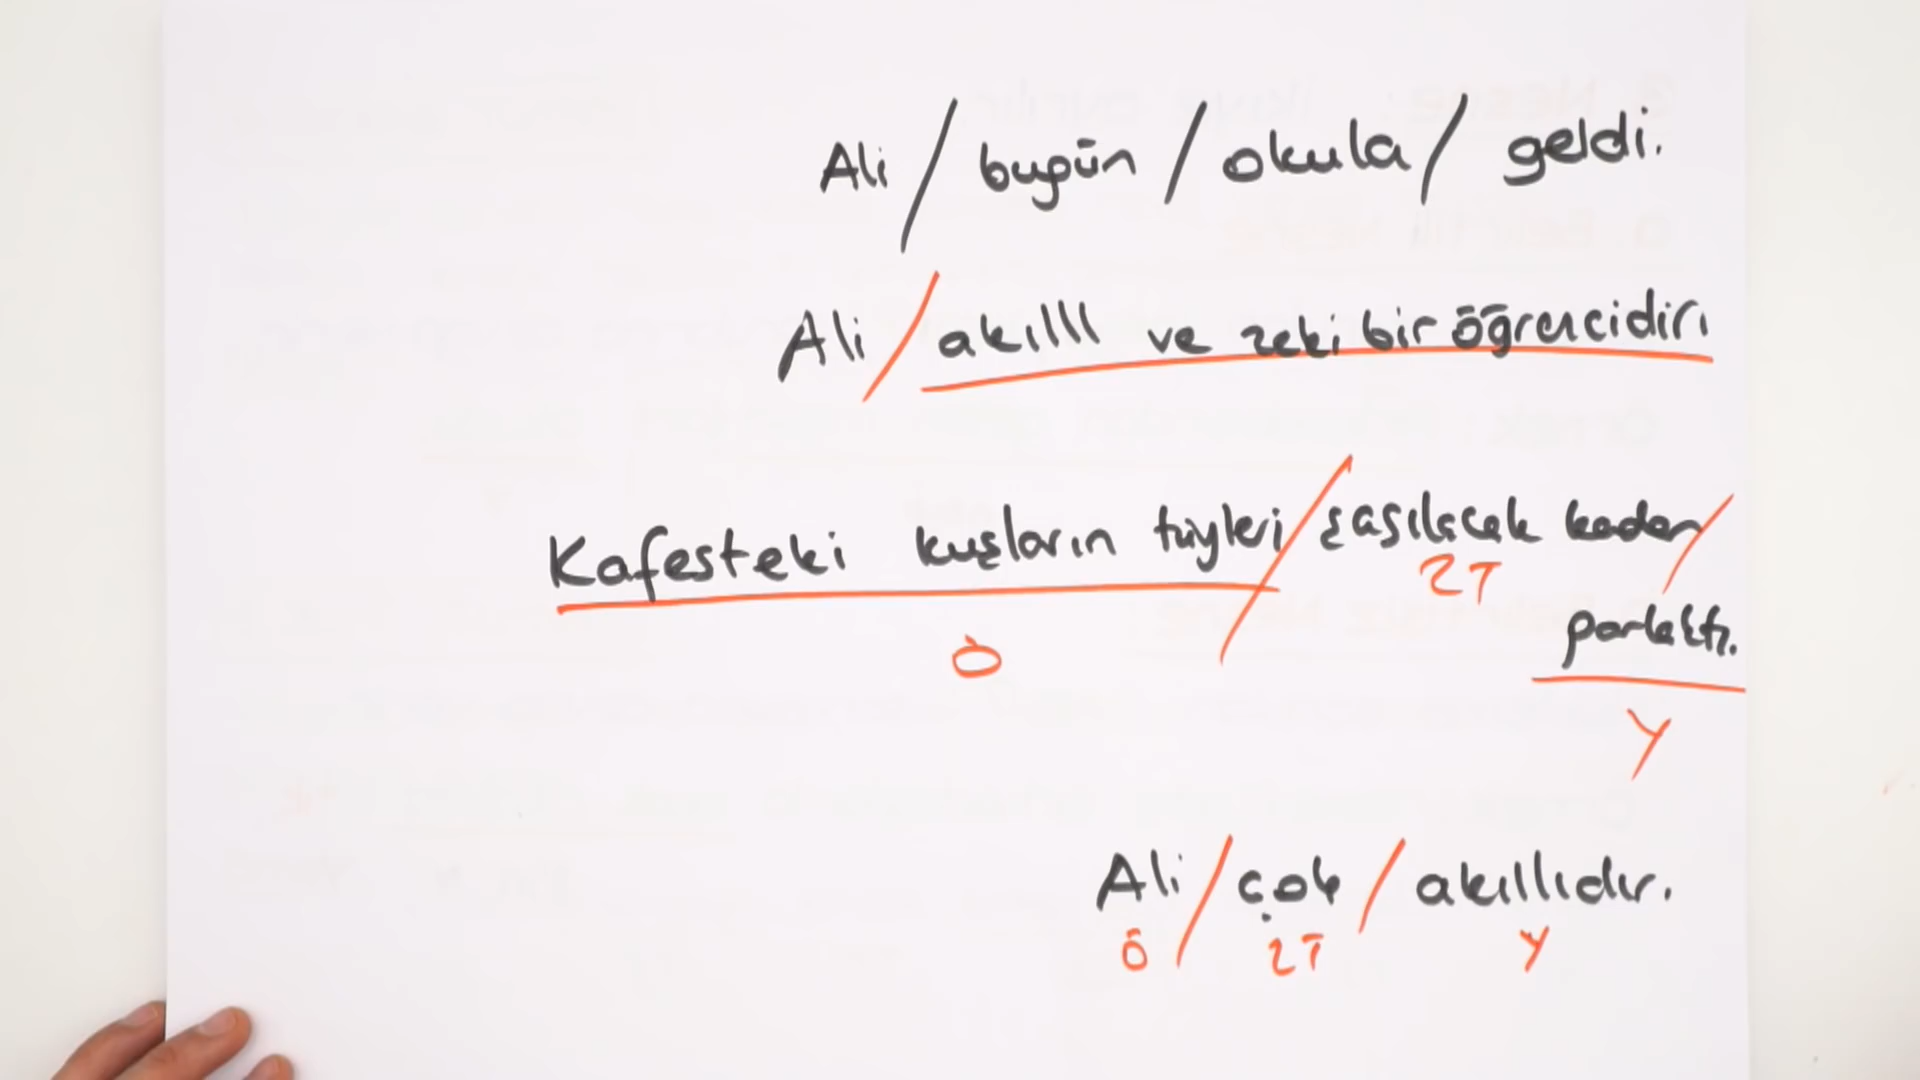 Ali / bugün / okula / geldi.
Ali / akıllı ve zeki bir öğrencidir.
Kafesteki kuşların tüyleri / şaşılacak kadar /
ZT
parlaktı.
Ö
Y
Ali / çok / akıllıdır.
Ö ZT Y